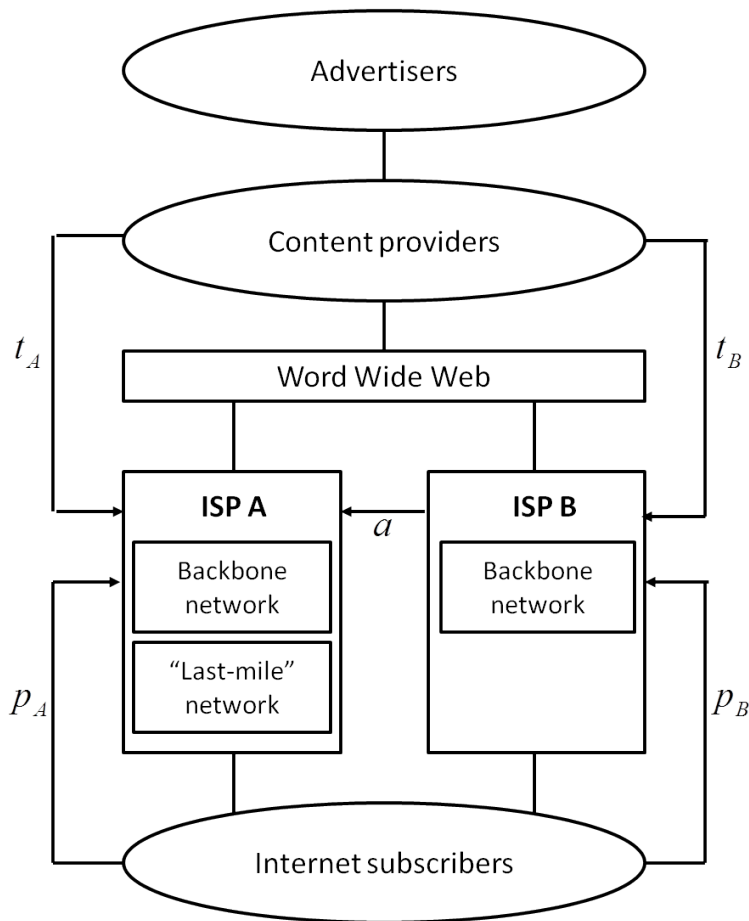 Advertisers
Content providers
t_A
t_B
Word Wide Web
ISP A
a
ISP B
Backbone
network
Backbone
network
“Last-mile”
network
p_A
p_B
Internet subscribers